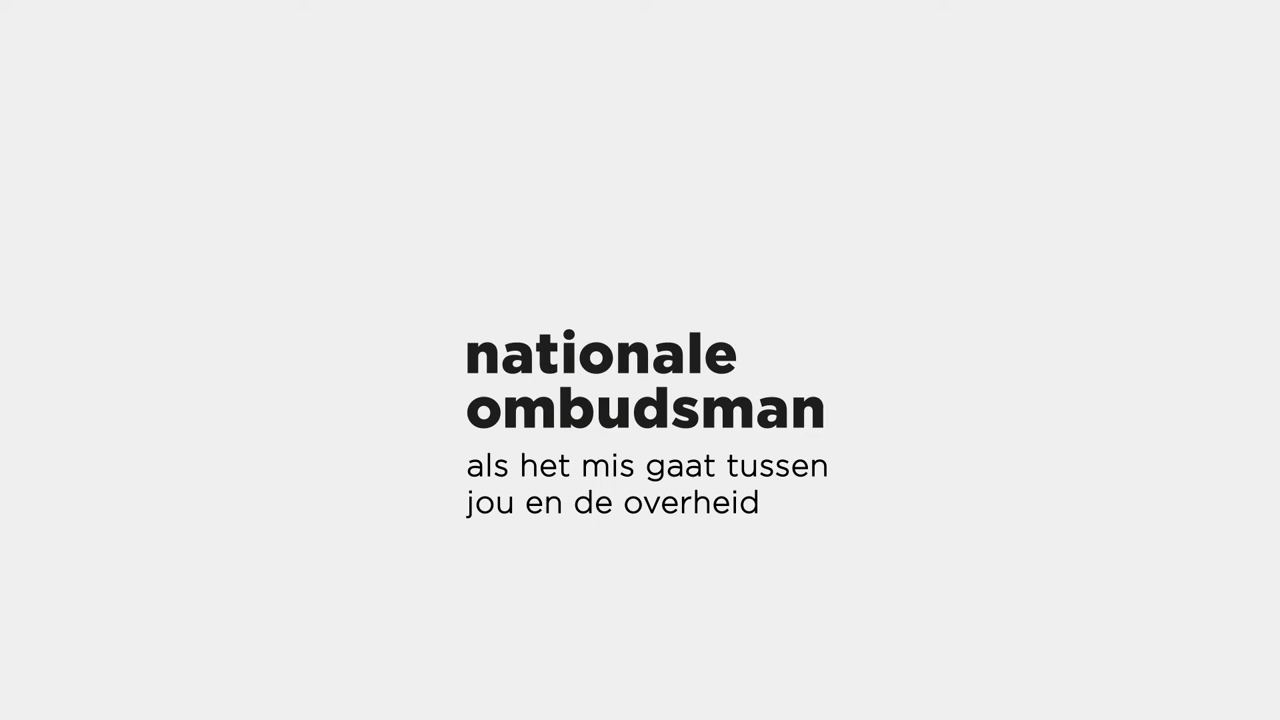 nationale
ombudsman
als het mis gaat tussen
jou en de overheid